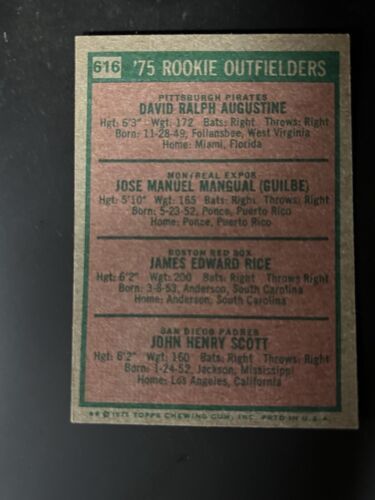 616 '75 ROOKIE OUTFIELDERS
PITTSBURGH PIRATES
DAVID RALPH AUGUSTINE
Hgt: 6'3" Wgt: 172 Bats: Right Throws: Right
Born: 11-28-49, Follansbee, West Virginia
Home: Miami, Florida
MONTREAL EXPOS
JOSE MANUEL MANGUAL (GUILBE)
Hgt: 5'10" Wgt: 165 Bats: Right Throws: Right
Born: 5-23-52, Ponce, Puerto Rico
Home: Ponce, Puerto Rico
BOSTON RED SOX
JAMES EDWARD RICE
Hgt: 6'2" Wgt: 200 Bats: Right Throws: Right
Born: 3-8-53, Anderson, South Carolina
Home: Anderson, South Carolina
SAN DIEGO PADRES
JOHN HENRY SCOTT
Hgt: 6'2" Wgt: 160 Bats: Right Throws: Right
Born: 1-24-52, Jackson, Mississippi
Home: Los Angeles, California
© 1975 TOPPS CHEWING GUM, INC. PRTD IN U.S.A.